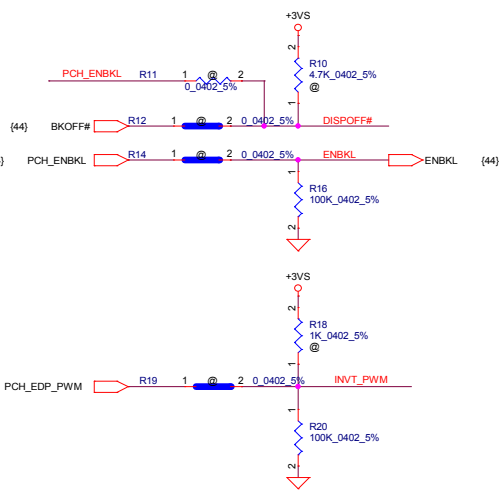 +3VS
2
R10
4.7K_0402_5%
@
1
PCH_ENBKL R11 1 @ 2
0_0402_5%
{44} BKOFF# R12 1 @ 2 0_0402_5% DISPOFF#
PCH_ENBKL R14 1 @ 2 0_0402_5% ENBKL ENBKL {44}
1
R16
100K_0402_5%
2
+3VS
2
R18
1K_0402_5%
@
1
PCH_EDP_PWM R19 1 @ 2 0_0402_5% INVT_PWM
1
R20
100K_0402_5%
2